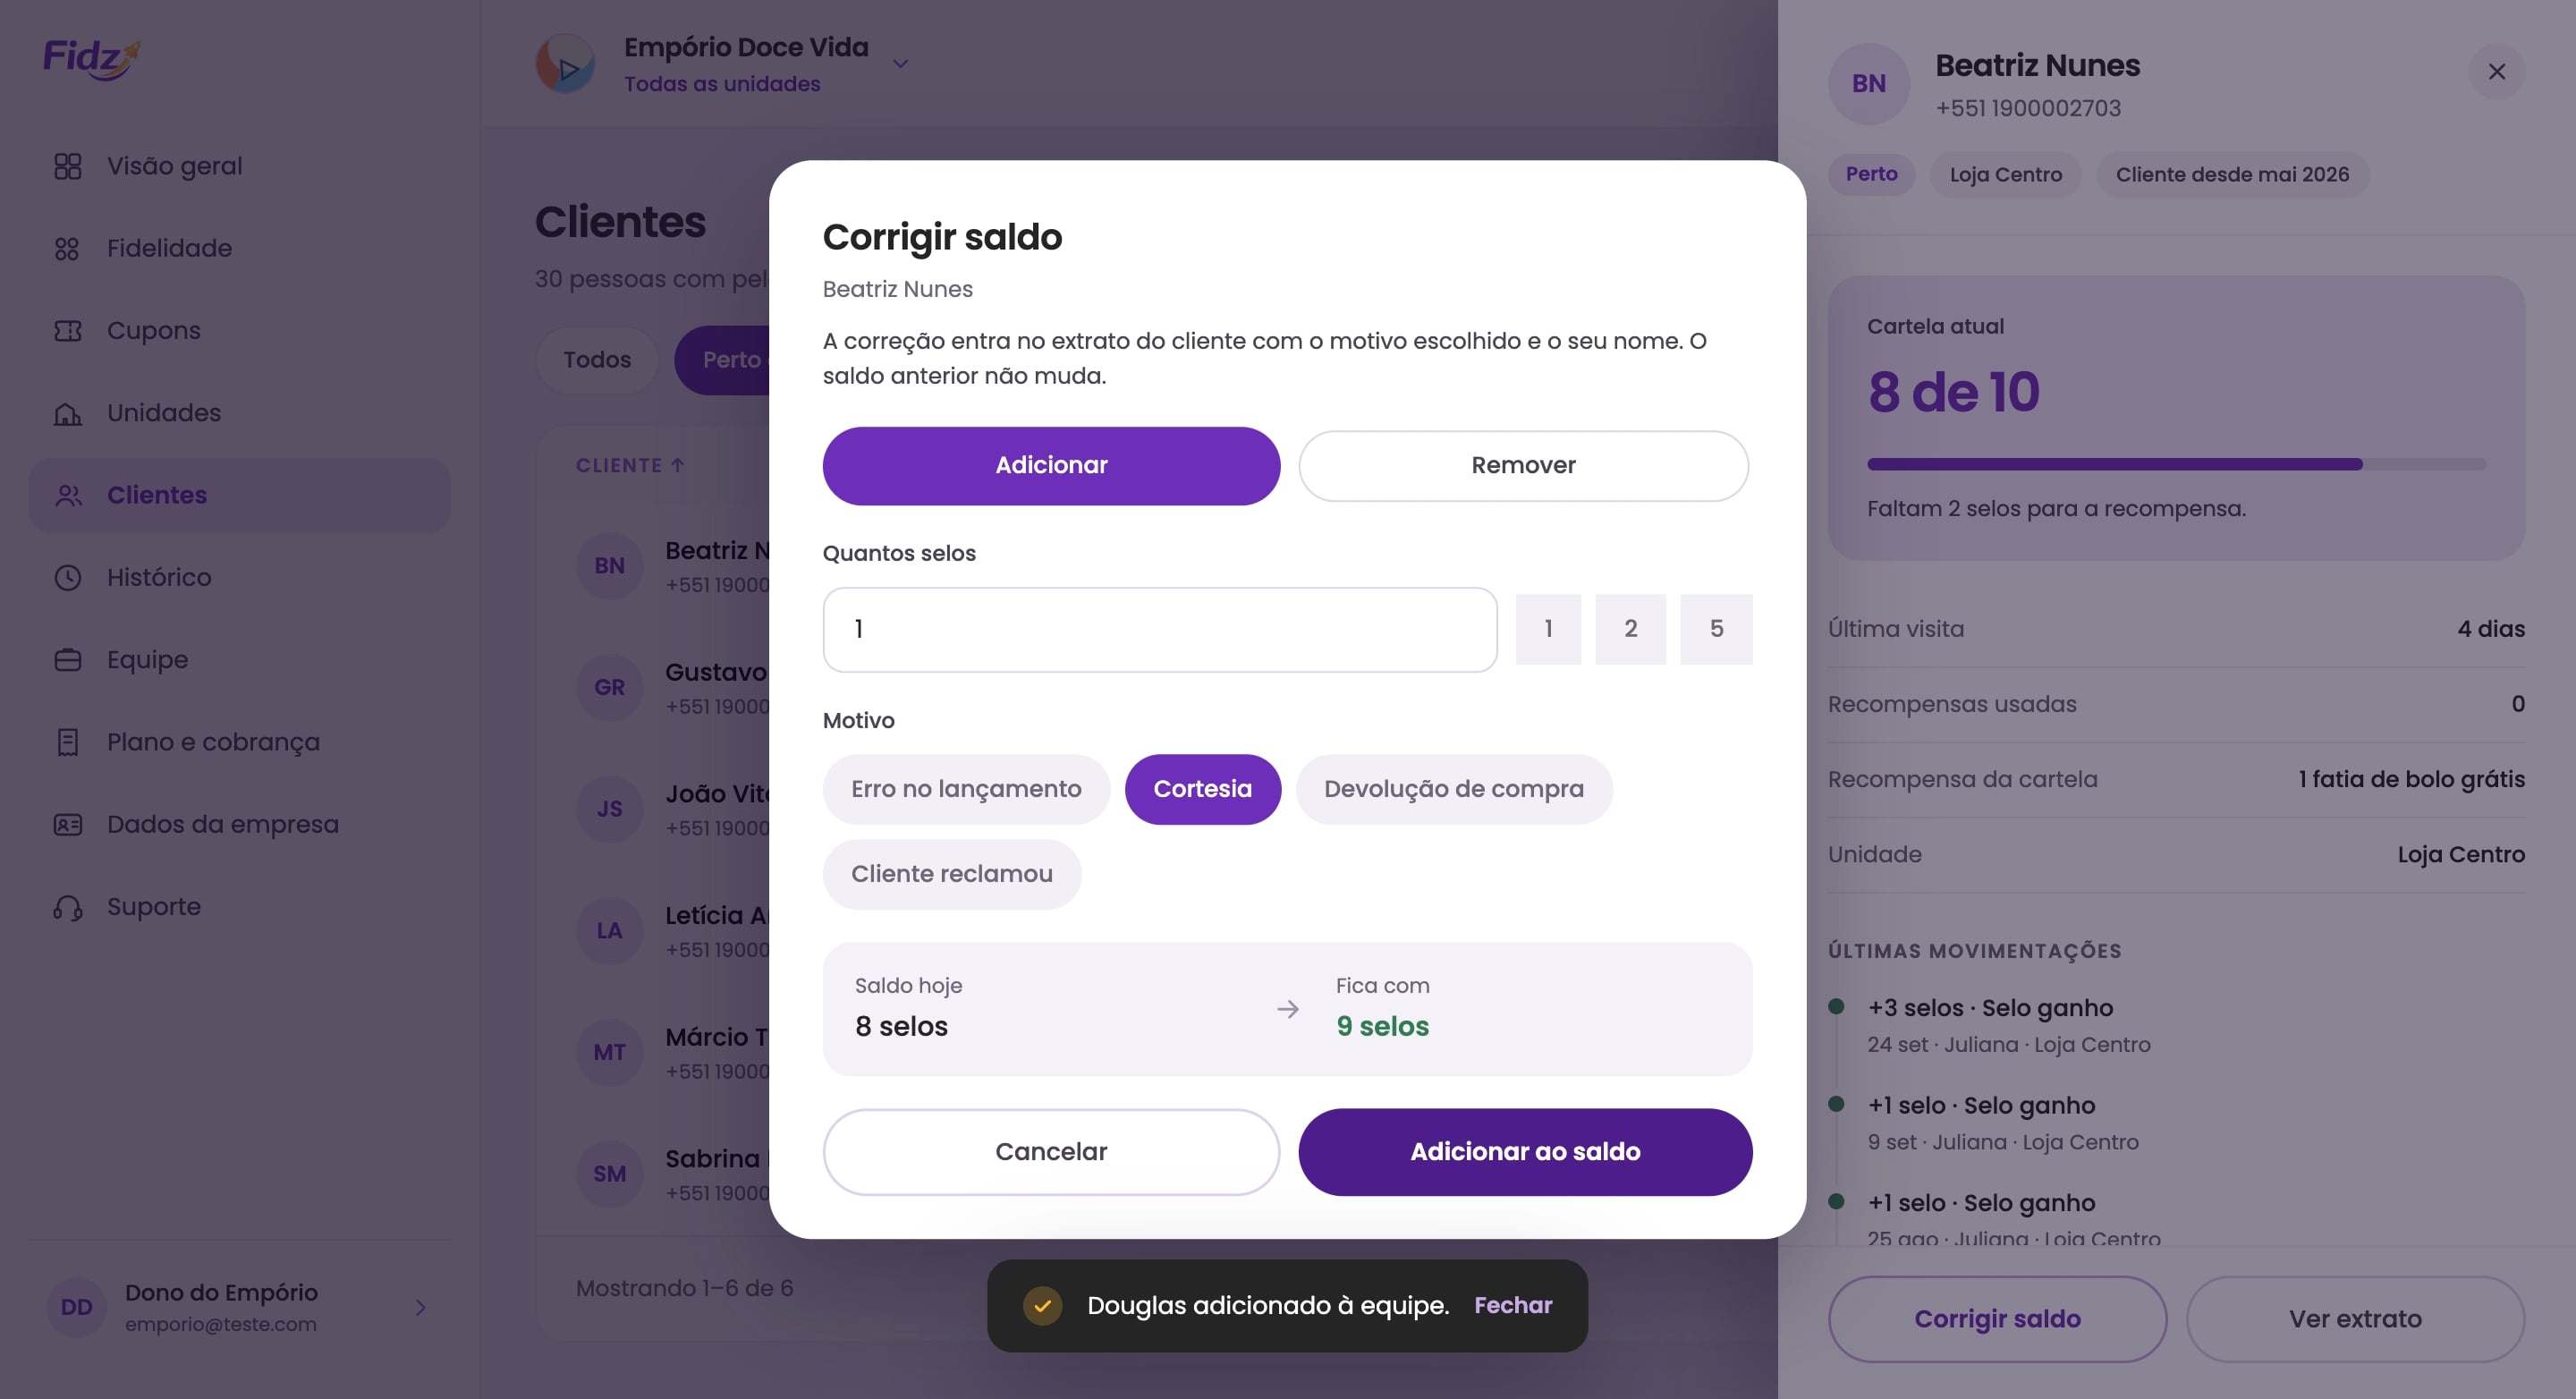 Fidz
Visão geral
Fidelidade
Cupons
Unidades
Clientes
Histórico
Equipe
Plano e cobrança
Dados da empresa
Suporte
DD
Dono do Empório
emporio@teste.com
Empório Doce Vida
Todas as unidades
Clientes
30 pessoas com pel
Todos
Perto
CLIENTE ↑
BN
Beatriz N
+551 19000
GR
Gustavo
+551 19000
JS
João Vit
+551 19000
LA
Letícia A
+551 19000
MT
Márcio T
+551 19000
SM
Sabrina
+551 19000
Mostrando 1–6 de 6
Corrigir saldo
Beatriz Nunes
A correção entra no extrato do cliente com o motivo escolhido e o seu nome. O
saldo anterior não muda.
Adicionar
Remover
Quantos selos
1
1
2
5
Motivo
Erro no lançamento
Cortesia
Devolução de compra
Cliente reclamou
Saldo hoje
8 selos
→
Fica com
9 selos
Cancelar
Adicionar ao saldo
Douglas adicionado à equipe.
Fechar
BN
Beatriz Nunes
+551 1900002703
Perto
Loja Centro
Cliente desde mai 2026
Cartela atual
8 de 10
Faltam 2 selos para a recompensa.
Última visita
4 dias
Recompensas usadas
0
Recompensa da cartela
1 fatia de bolo grátis
Unidade
Loja Centro
ÚLTIMAS MOVIMENTAÇÕES
+3 selos · Selo ganho
24 set · Juliana · Loja Centro
+1 selo · Selo ganho
9 set · Juliana · Loja Centro
+1 selo · Selo ganho
25 ago · Juliana · Loja Centro
Corrigir saldo
Ver extrato